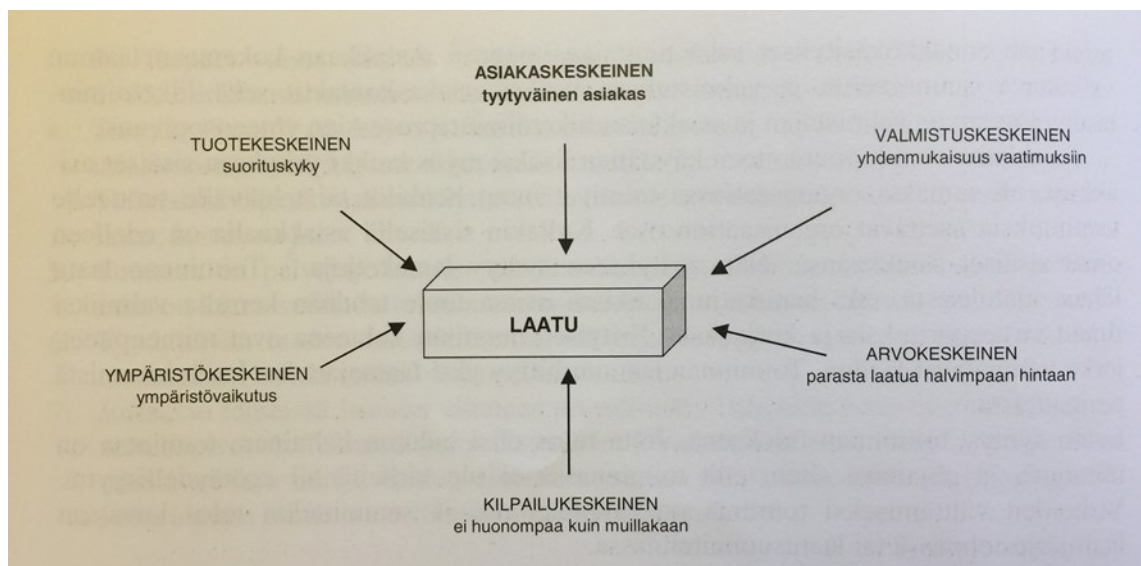 ASIAKASKESKEINEN
tyytyväinen asiakas
TUOTEKESKEINEN
suorituskyky
VALMISTUSKESKEINEN
yhdenmukaisuus vaatimuksiin
LAATU
YMPÄRISTÖKESKEINEN
ympäristövaikutus
ARVOKESKEINEN
parasta laatua halvimpaan hintaan
KILPAILUKESKEINEN
ei huonompaa kuin muillakaan